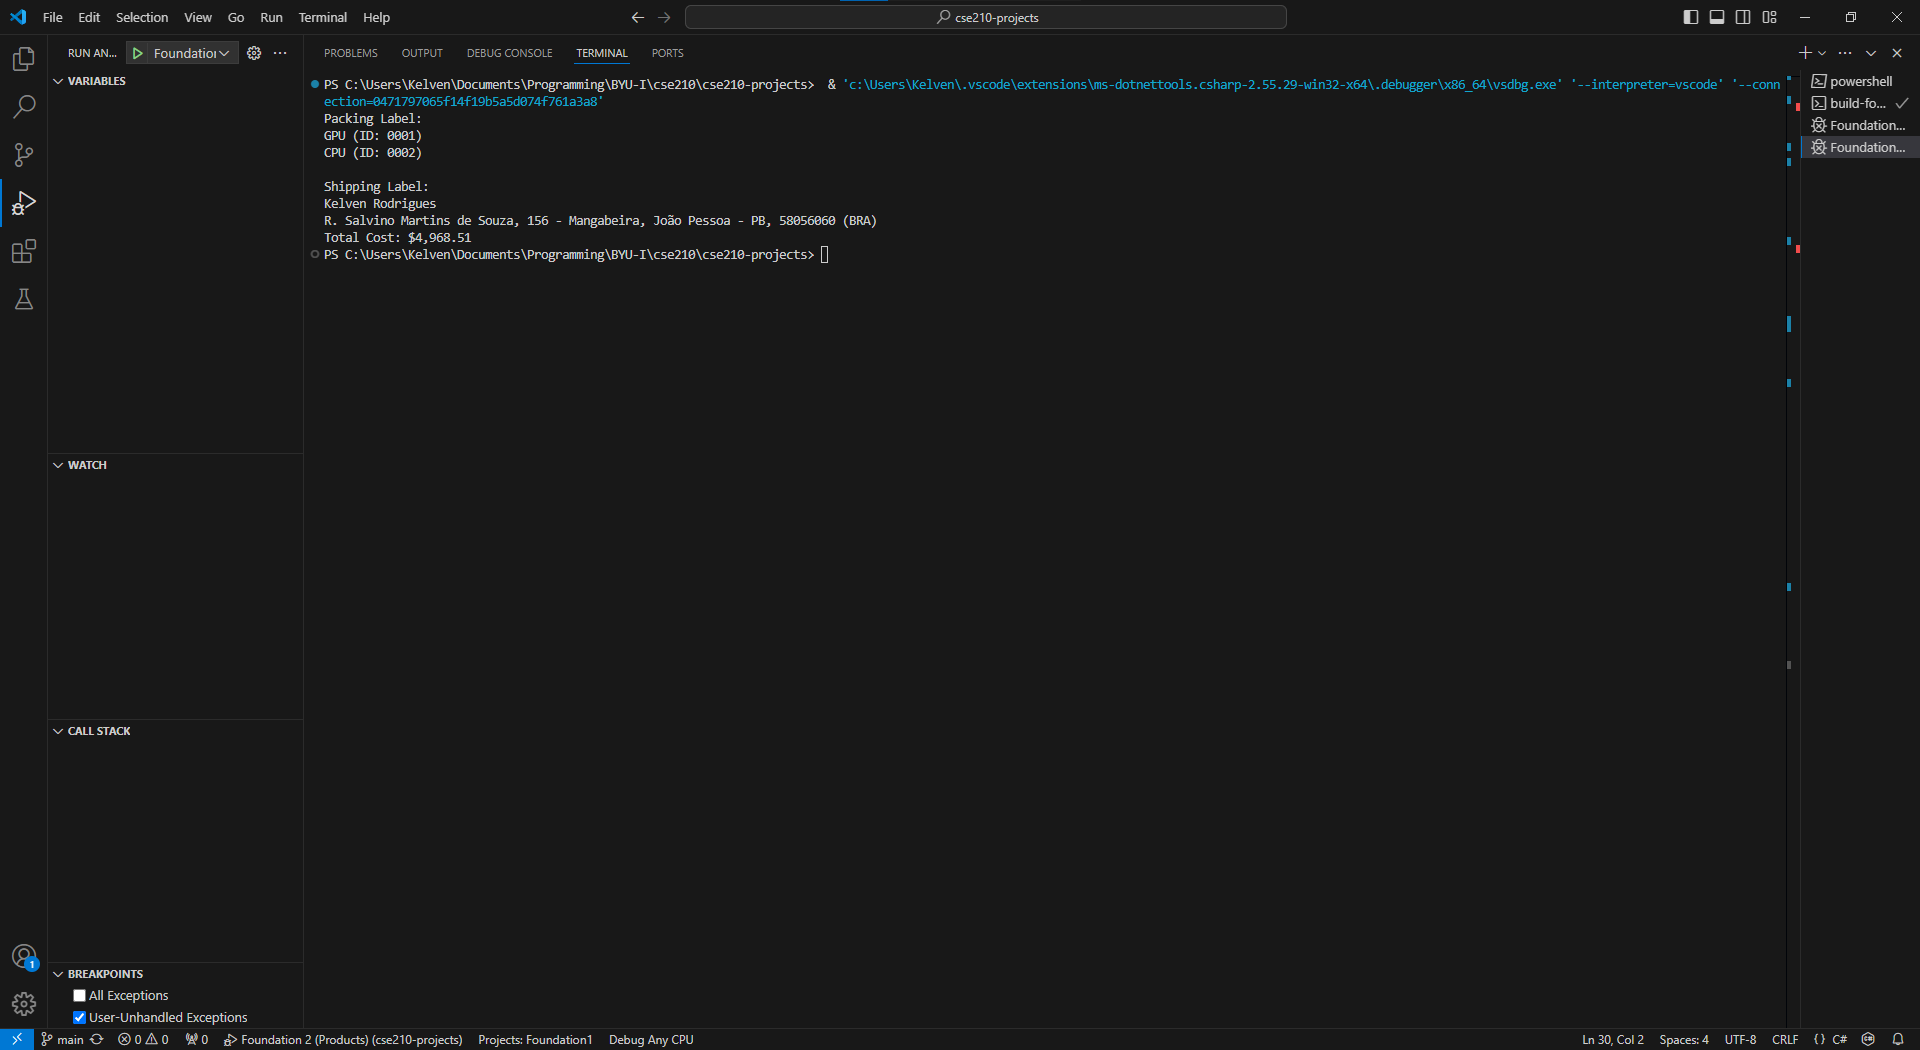 File Edit Selection View Go Run Terminal Help
cse210-projects
RUN AN... Foundation
PROBLEMS OUTPUT DEBUG CONSOLE TERMINAL PORTS
VARIABLES
PS C:\Users\Kelven\Documents\Programming\BYU-I\cse210\cse210-projects> & 'c:\Users\Kelven\.vscode\extensions\ms-dotnettools.csharp-2.55.29-win32-x64\.debugger\x86_64\vsdbg.exe' '--interpreter=vscode' '--conn
ection=0471797065f14f19b5a5d074f761a3a8'
Packing Label:
GPU (ID: 0001)
CPU (ID: 0002)
Shipping Label:
Kelven Rodrigues
R. Salvino Martins de Souza, 156 - Mangabeira, João Pessoa - PB, 58056060 (BRA)
Total Cost: $4,968.51
PS C:\Users\Kelven\Documents\Programming\BYU-I\cse210\cse210-projects>
powershell
build-fo...
Foundation...
Foundation...
WATCH
CALL STACK
BREAKPOINTS
All Exceptions
User-Unhandled Exceptions
1
main 0 0 0 Foundation 2 (Products) (cse210-projects) Projects: Foundation1 Debug Any CPU
Ln 30, Col 2 Spaces: 4 UTF-8 CRLF {} C#